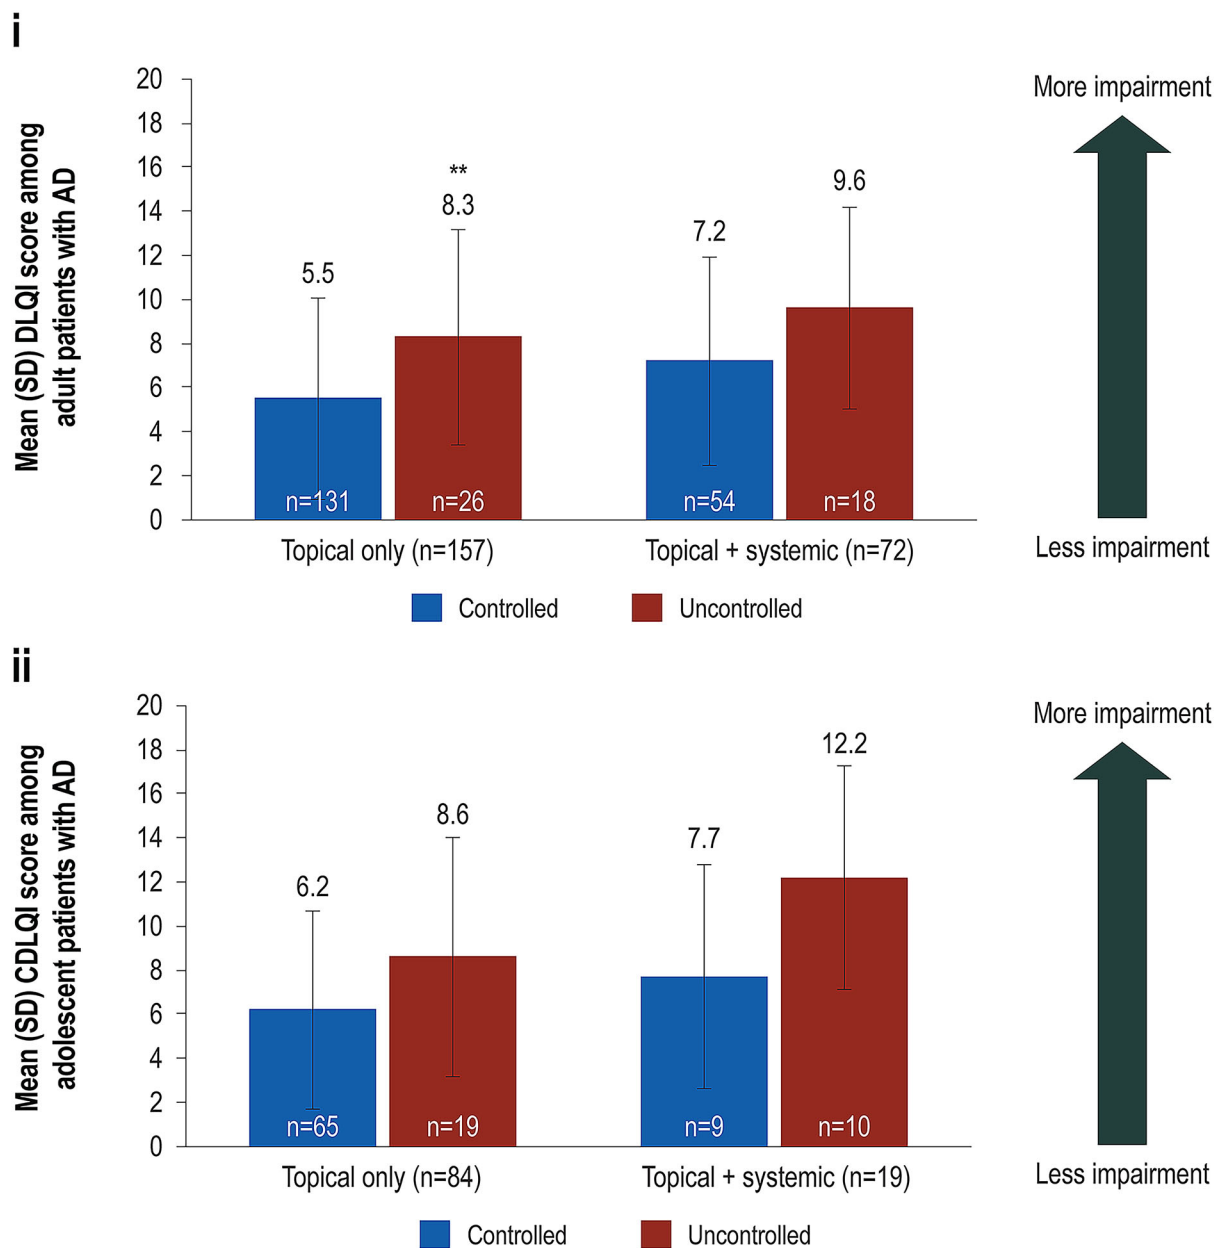 i
Mean (SD) DLQI score among
adult patients with AD
20
18
16
14
12
10
8
6
4
2
0
5.5
**
8.3
7.2
9.6
n=131
n=26
n=54
n=18
Topical only (n=157)
Topical + systemic (n=72)
Controlled
Uncontrolled
More impairment
Less impairment
ii
Mean (SD) CDLQI score among
adolescent patients with AD
20
18
16
14
12
10
8
6
4
2
0
6.2
8.6
7.7
12.2
n=65
n=19
n=9
n=10
Topical only (n=84)
Topical + systemic (n=19)
Controlled
Uncontrolled
More impairment
Less impairment